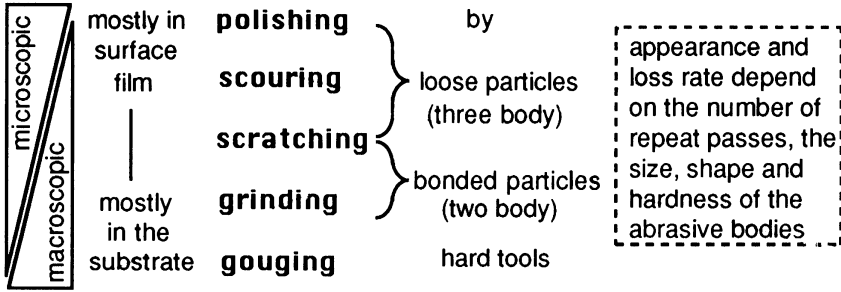 microscopic
macroscopic
mostly in
surface
film
mostly
in the
substrate
polishing
scouring
scratching
grinding
gouging
by
loose particles
(three body)
bonded particles
(two body)
hard tools
appearance and
loss rate depend
on the number of
repeat passes, the
size, shape and
hardness of the
abrasive bodies